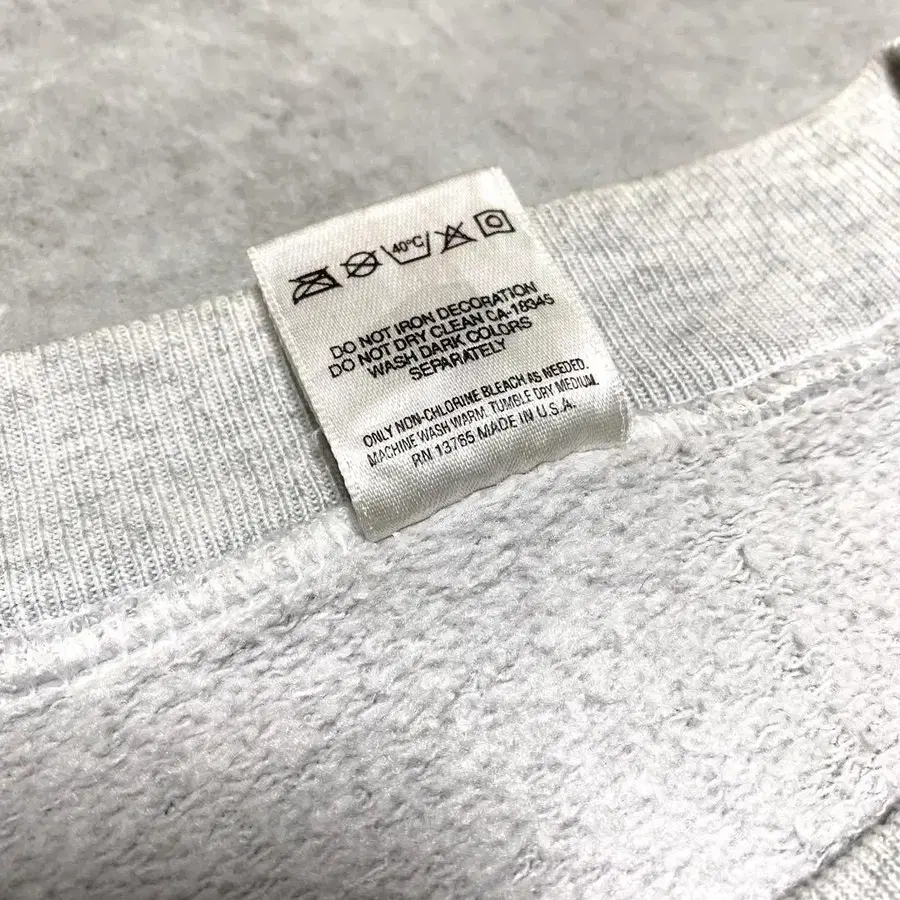 40°C
DO NOT IRON DECORATION
DO NOT DRY CLEAN CA-18345
WASH DARK COLORS
SEPARATELY
ONLY NON-CHLORINE BLEACH AS NEEDED.
MACHINE WASH WARM. TUMBLE DRY MEDIUM.
RN 13765 MADE IN U.S.A.